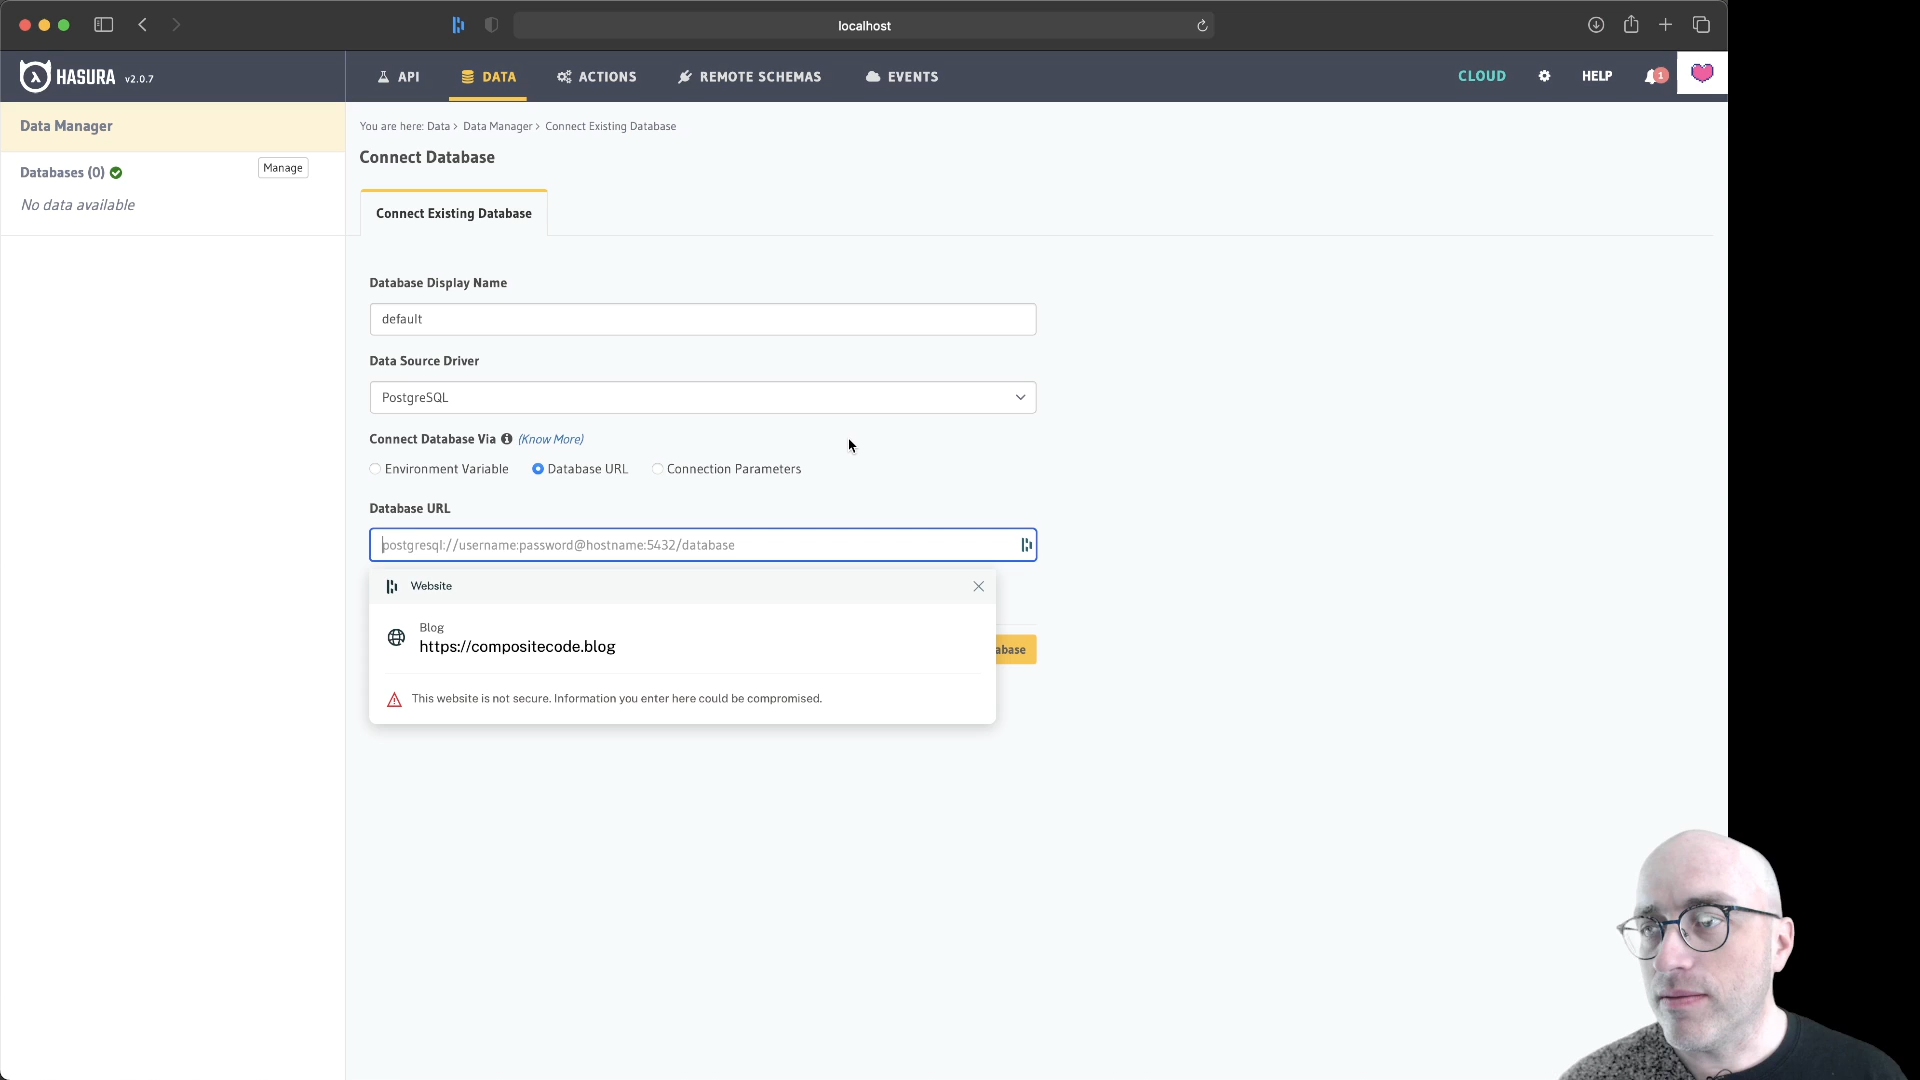 localhost
HASURA v2.0.7
API
DATA
ACTIONS
REMOTE SCHEMAS
EVENTS
CLOUD
HELP
1
Data Manager
Databases (0)
Manage
No data available
You are here: Data > Data Manager > Connect Existing Database
Connect Database
Connect Existing Database
Database Display Name
default
Data Source Driver
PostgreSQL
Connect Database Via (Know More)
Environment Variable Database URL Connection Parameters
Database URL
postgresql://username:password@hostname:5432/database
Website
Blog
https://compositecode.blog
abase
This website is not secure. Information you enter here could be compromised.